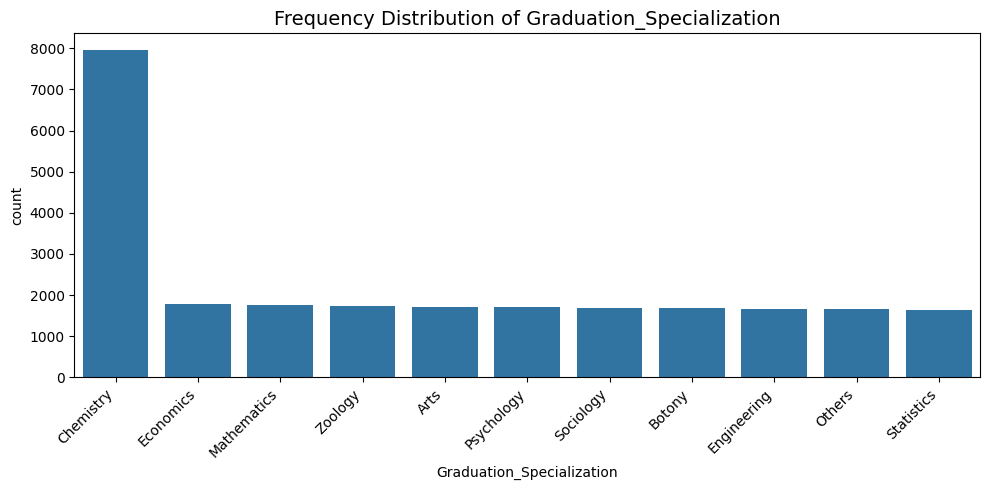 Frequency Distribution of Graduation_Specialization
8000
7000
6000
5000
4000
3000
2000
1000
0
count
Chemistry
Economics
Mathematics
Zoology
Arts
Psychology
Sociology
Botony
Engineering
Others
Statistics
Graduation_Specialization